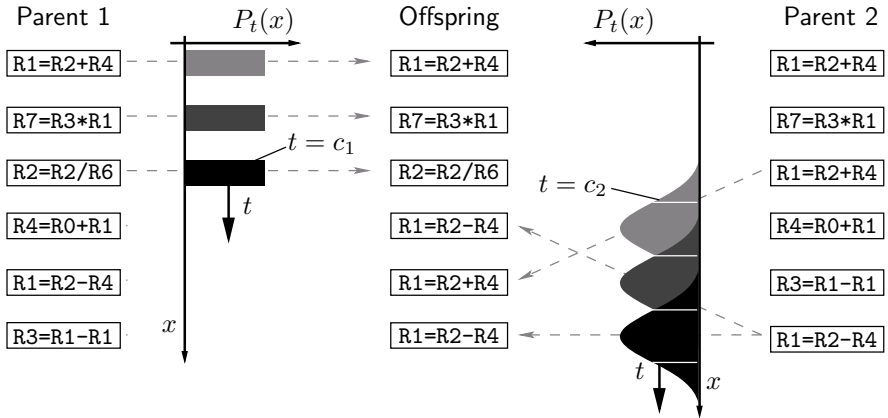 Parent 1
P_t(x)
Offspring
P_t(x)
Parent 2
R1=R2+R4
R1=R2+R4
R1=R2+R4
R7=R3*R1
R7=R3*R1
R7=R3*R1
t = c_1
R2=R2/R6
R2=R2/R6
t = c_2
R1=R2+R4
t
R4=R0+R1
R1=R2-R4
R4=R0+R1
R1=R2-R4
R1=R2+R4
R3=R1-R1
x
R3=R1-R1
R1=R2-R4
R1=R2-R4
t
x